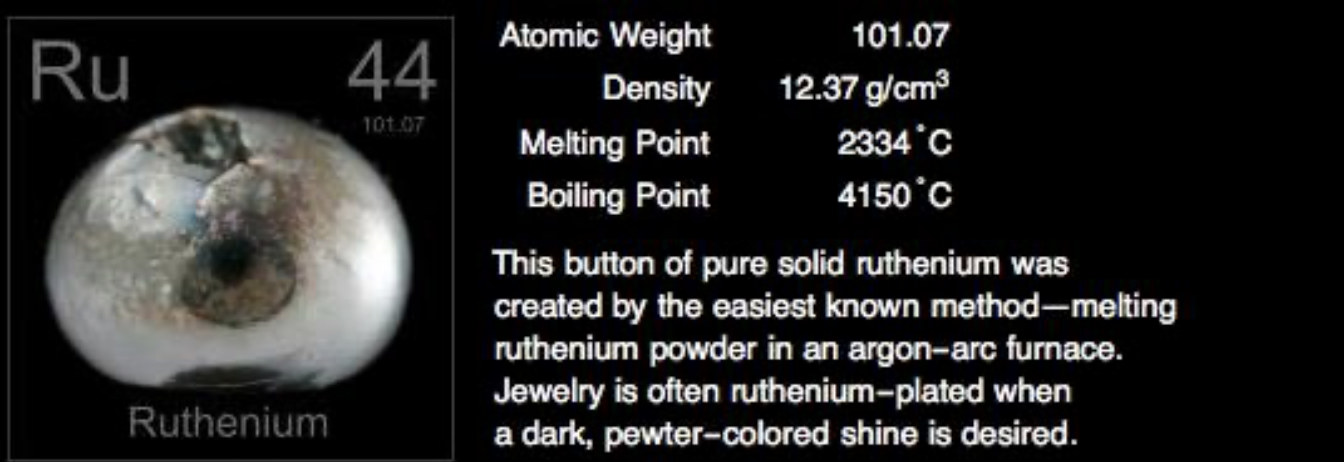 Ru 44
101.07
Ruthenium
Atomic Weight 101.07
Density 12.37 g/cm³
Melting Point 2334 °C
Boiling Point 4150 °C
This button of pure solid ruthenium was
created by the easiest known method—melting
ruthenium powder in an argon–arc furnace.
Jewelry is often ruthenium–plated when
a dark, pewter–colored shine is desired.